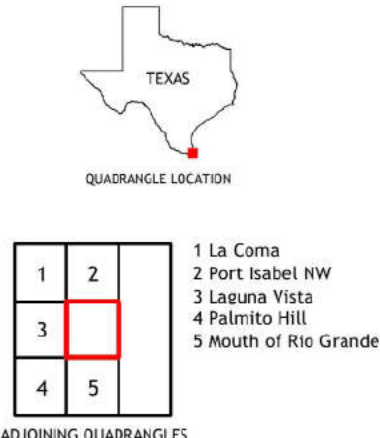 TEXAS
QUADRANGLE LOCATION
1 2
3
4 5
1 La Coma
2 Port Isabel NW
3 Laguna Vista
4 Palmito Hill
5 Mouth of Rio Grande
ADJOINING QUADRANGLES